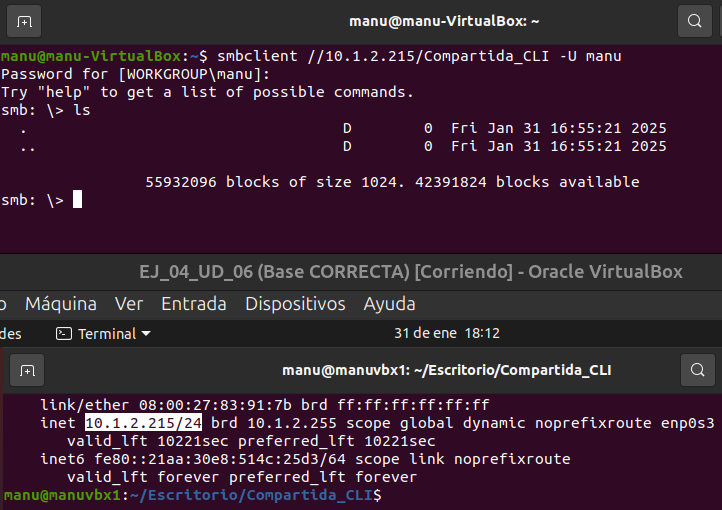 manu@manu-VirtualBox: ~
manu@manu-VirtualBox:~$ smbclient //10.1.2.215/Compartida_CLI -U manu
Password for [WORKGROUP\manu]:
Try "help" to get a list of possible commands.
smb: \> ls
. D 0 Fri Jan 31 16:55:21 2025
.. D 0 Fri Jan 31 16:55:21 2025
55932096 blocks of size 1024. 42391824 blocks available
smb: \>
EJ_04_UD_06 (Base CORRECTA) [Corriendo] - Oracle VirtualBox
o Máquina Ver Entrada Dispositivos Ayuda
des Terminal 31 de ene 18:12
manu@manuvbx1: ~/Escritorio/Compartida_CLI
link/ether 08:00:27:83:91:7b brd ff:ff:ff:ff:ff:ff
inet 10.1.2.215/24 brd 10.1.2.255 scope global dynamic noprefixroute enp0s3
valid_lft 10221sec preferred_lft 10221sec
inet6 fe80::21aa:30e8:514c:25d3/64 scope link noprefixroute
valid_lft forever preferred_lft forever
manu@manuvbx1:~/Escritorio/Compartida_CLI$